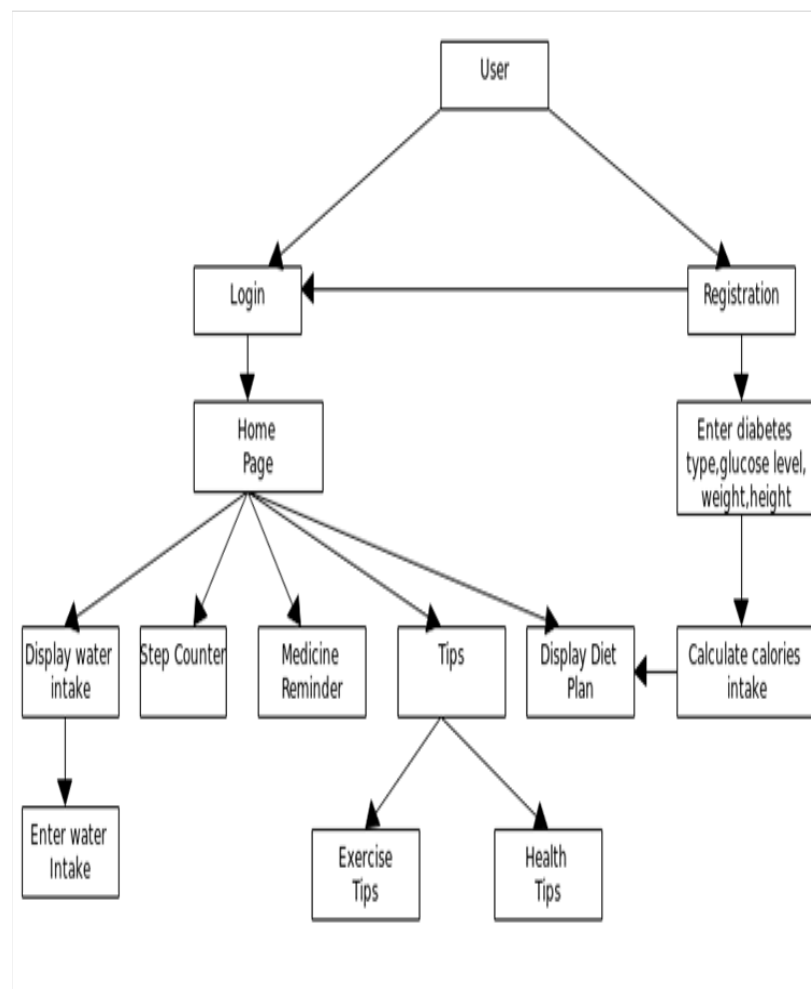 User
Login
Registration
Home
Page
Enter diabetes
type,glucose level,
weight,height
Display water
intake
Step Counter
Medicine
Reminder
Tips
Display Diet
Plan
Calculate calories
intake
Enter water
Intake
Exercise
Tips
Health
Tips